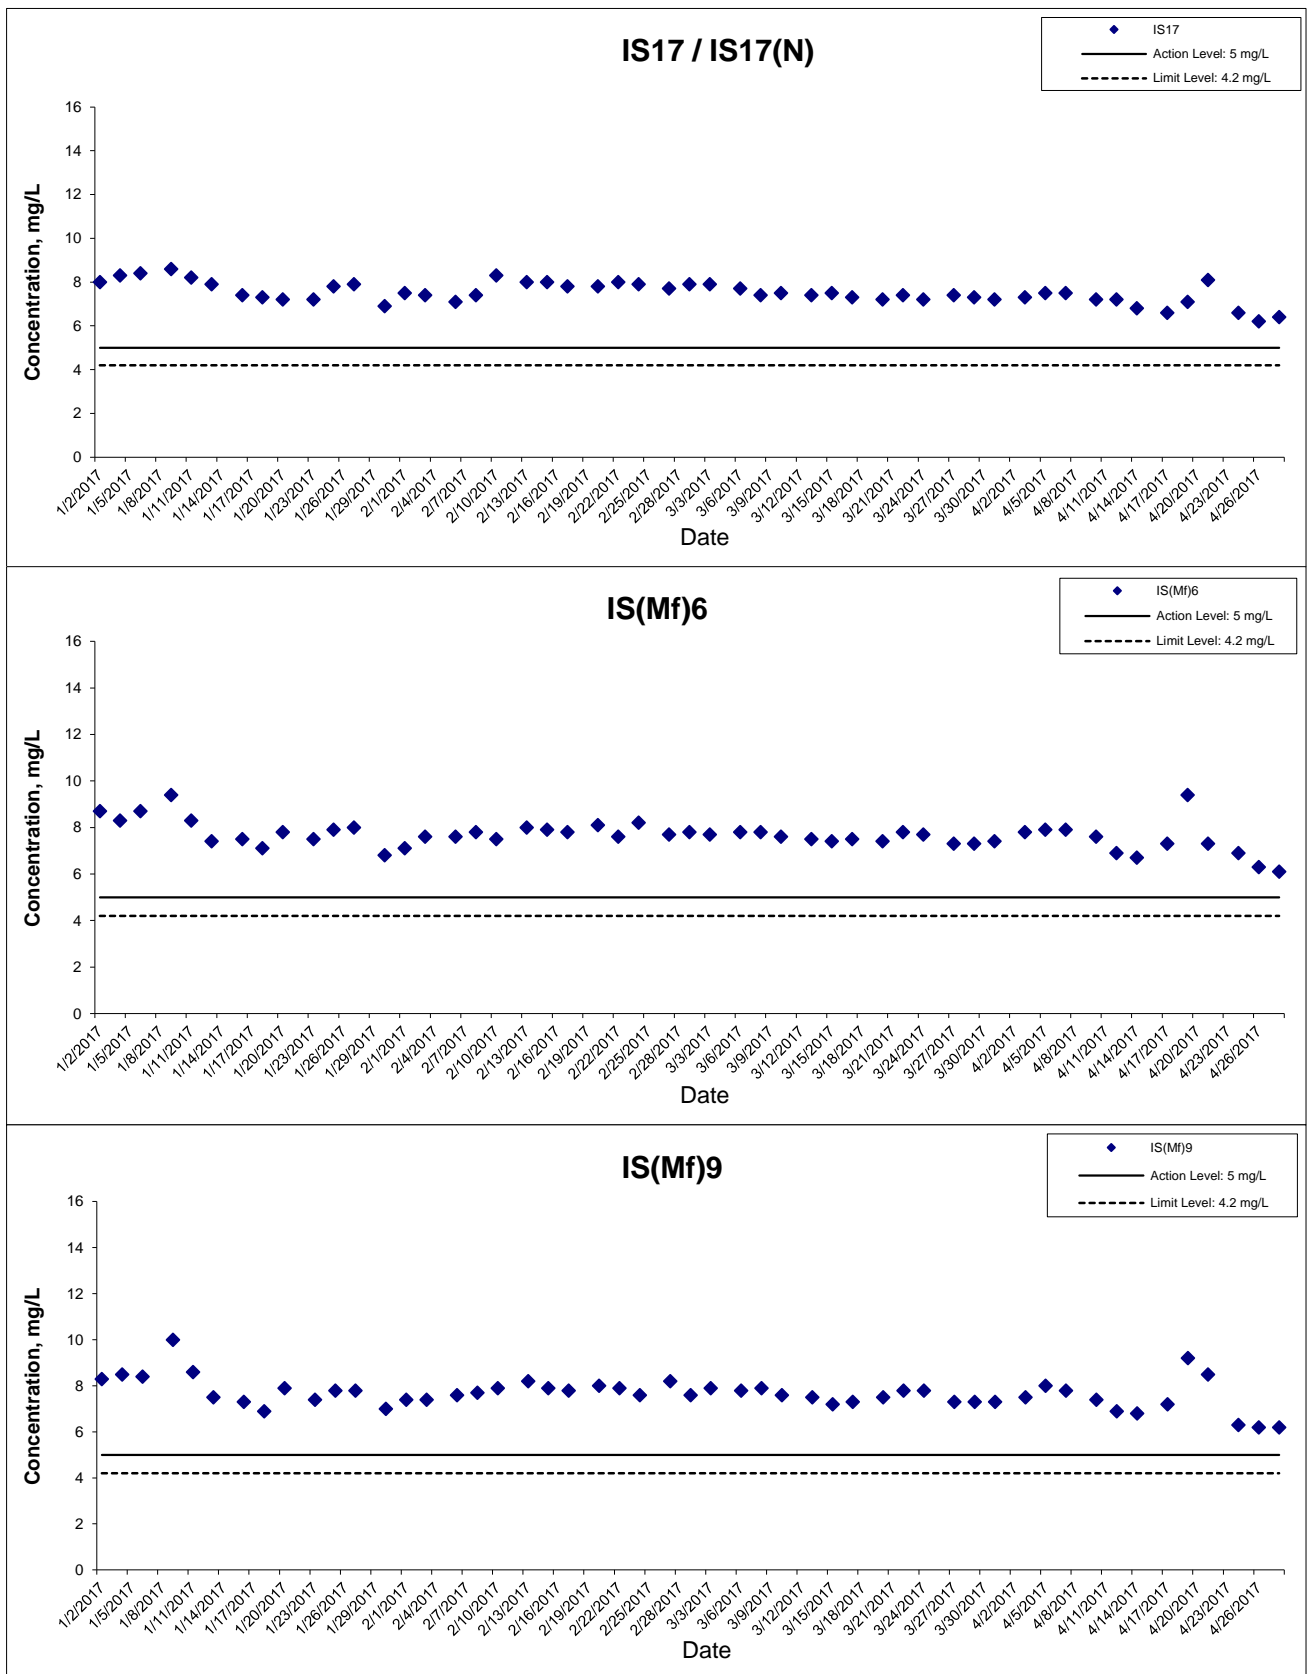 IS17 / IS17(N)
IS17
Action Level: 5 mg/L
Limit Level: 4.2 mg/L
Concentration, mg/L
16
14
12
10
8
6
4
2
0
1/2/2017 1/5/2017 1/8/2017 1/11/2017 1/14/2017 1/17/2017 1/20/2017 1/23/2017 1/26/2017 1/29/2017 2/1/2017 2/4/2017 2/7/2017 2/10/2017 2/13/2017 2/16/2017 2/19/2017 2/22/2017 2/25/2017 2/28/2017 3/3/2017 3/6/2017 3/9/2017 3/12/2017 3/15/2017 3/18/2017 3/21/2017 3/24/2017 3/27/2017 3/30/2017 4/2/2017 4/5/2017 4/8/2017 4/11/2017 4/14/2017 4/17/2017 4/20/2017 4/23/2017 4/26/2017
Date
IS(Mf)6
IS(Mf)6
Action Level: 5 mg/L
Limit Level: 4.2 mg/L
Concentration, mg/L
16
14
12
10
8
6
4
2
0
1/2/2017 1/5/2017 1/8/2017 1/11/2017 1/14/2017 1/17/2017 1/20/2017 1/23/2017 1/26/2017 1/29/2017 2/1/2017 2/4/2017 2/7/2017 2/10/2017 2/13/2017 2/16/2017 2/19/2017 2/22/2017 2/25/2017 2/28/2017 3/3/2017 3/6/2017 3/9/2017 3/12/2017 3/15/2017 3/18/2017 3/21/2017 3/24/2017 3/27/2017 3/30/2017 4/2/2017 4/5/2017 4/8/2017 4/11/2017 4/14/2017 4/17/2017 4/20/2017 4/23/2017 4/26/2017
Date
IS(Mf)9
IS(Mf)9
Action Level: 5 mg/L
Limit Level: 4.2 mg/L
Concentration, mg/L
16
14
12
10
8
6
4
2
0
1/2/2017 1/5/2017 1/8/2017 1/11/2017 1/14/2017 1/17/2017 1/20/2017 1/23/2017 1/26/2017 1/29/2017 2/1/2017 2/4/2017 2/7/2017 2/10/2017 2/13/2017 2/16/2017 2/19/2017 2/22/2017 2/25/2017 2/28/2017 3/3/2017 3/6/2017 3/9/2017 3/12/2017 3/15/2017 3/18/2017 3/21/2017 3/24/2017 3/27/2017 3/30/2017 4/2/2017 4/5/2017 4/8/2017 4/11/2017 4/14/2017 4/17/2017 4/20/2017 4/23/2017 4/26/2017
Date